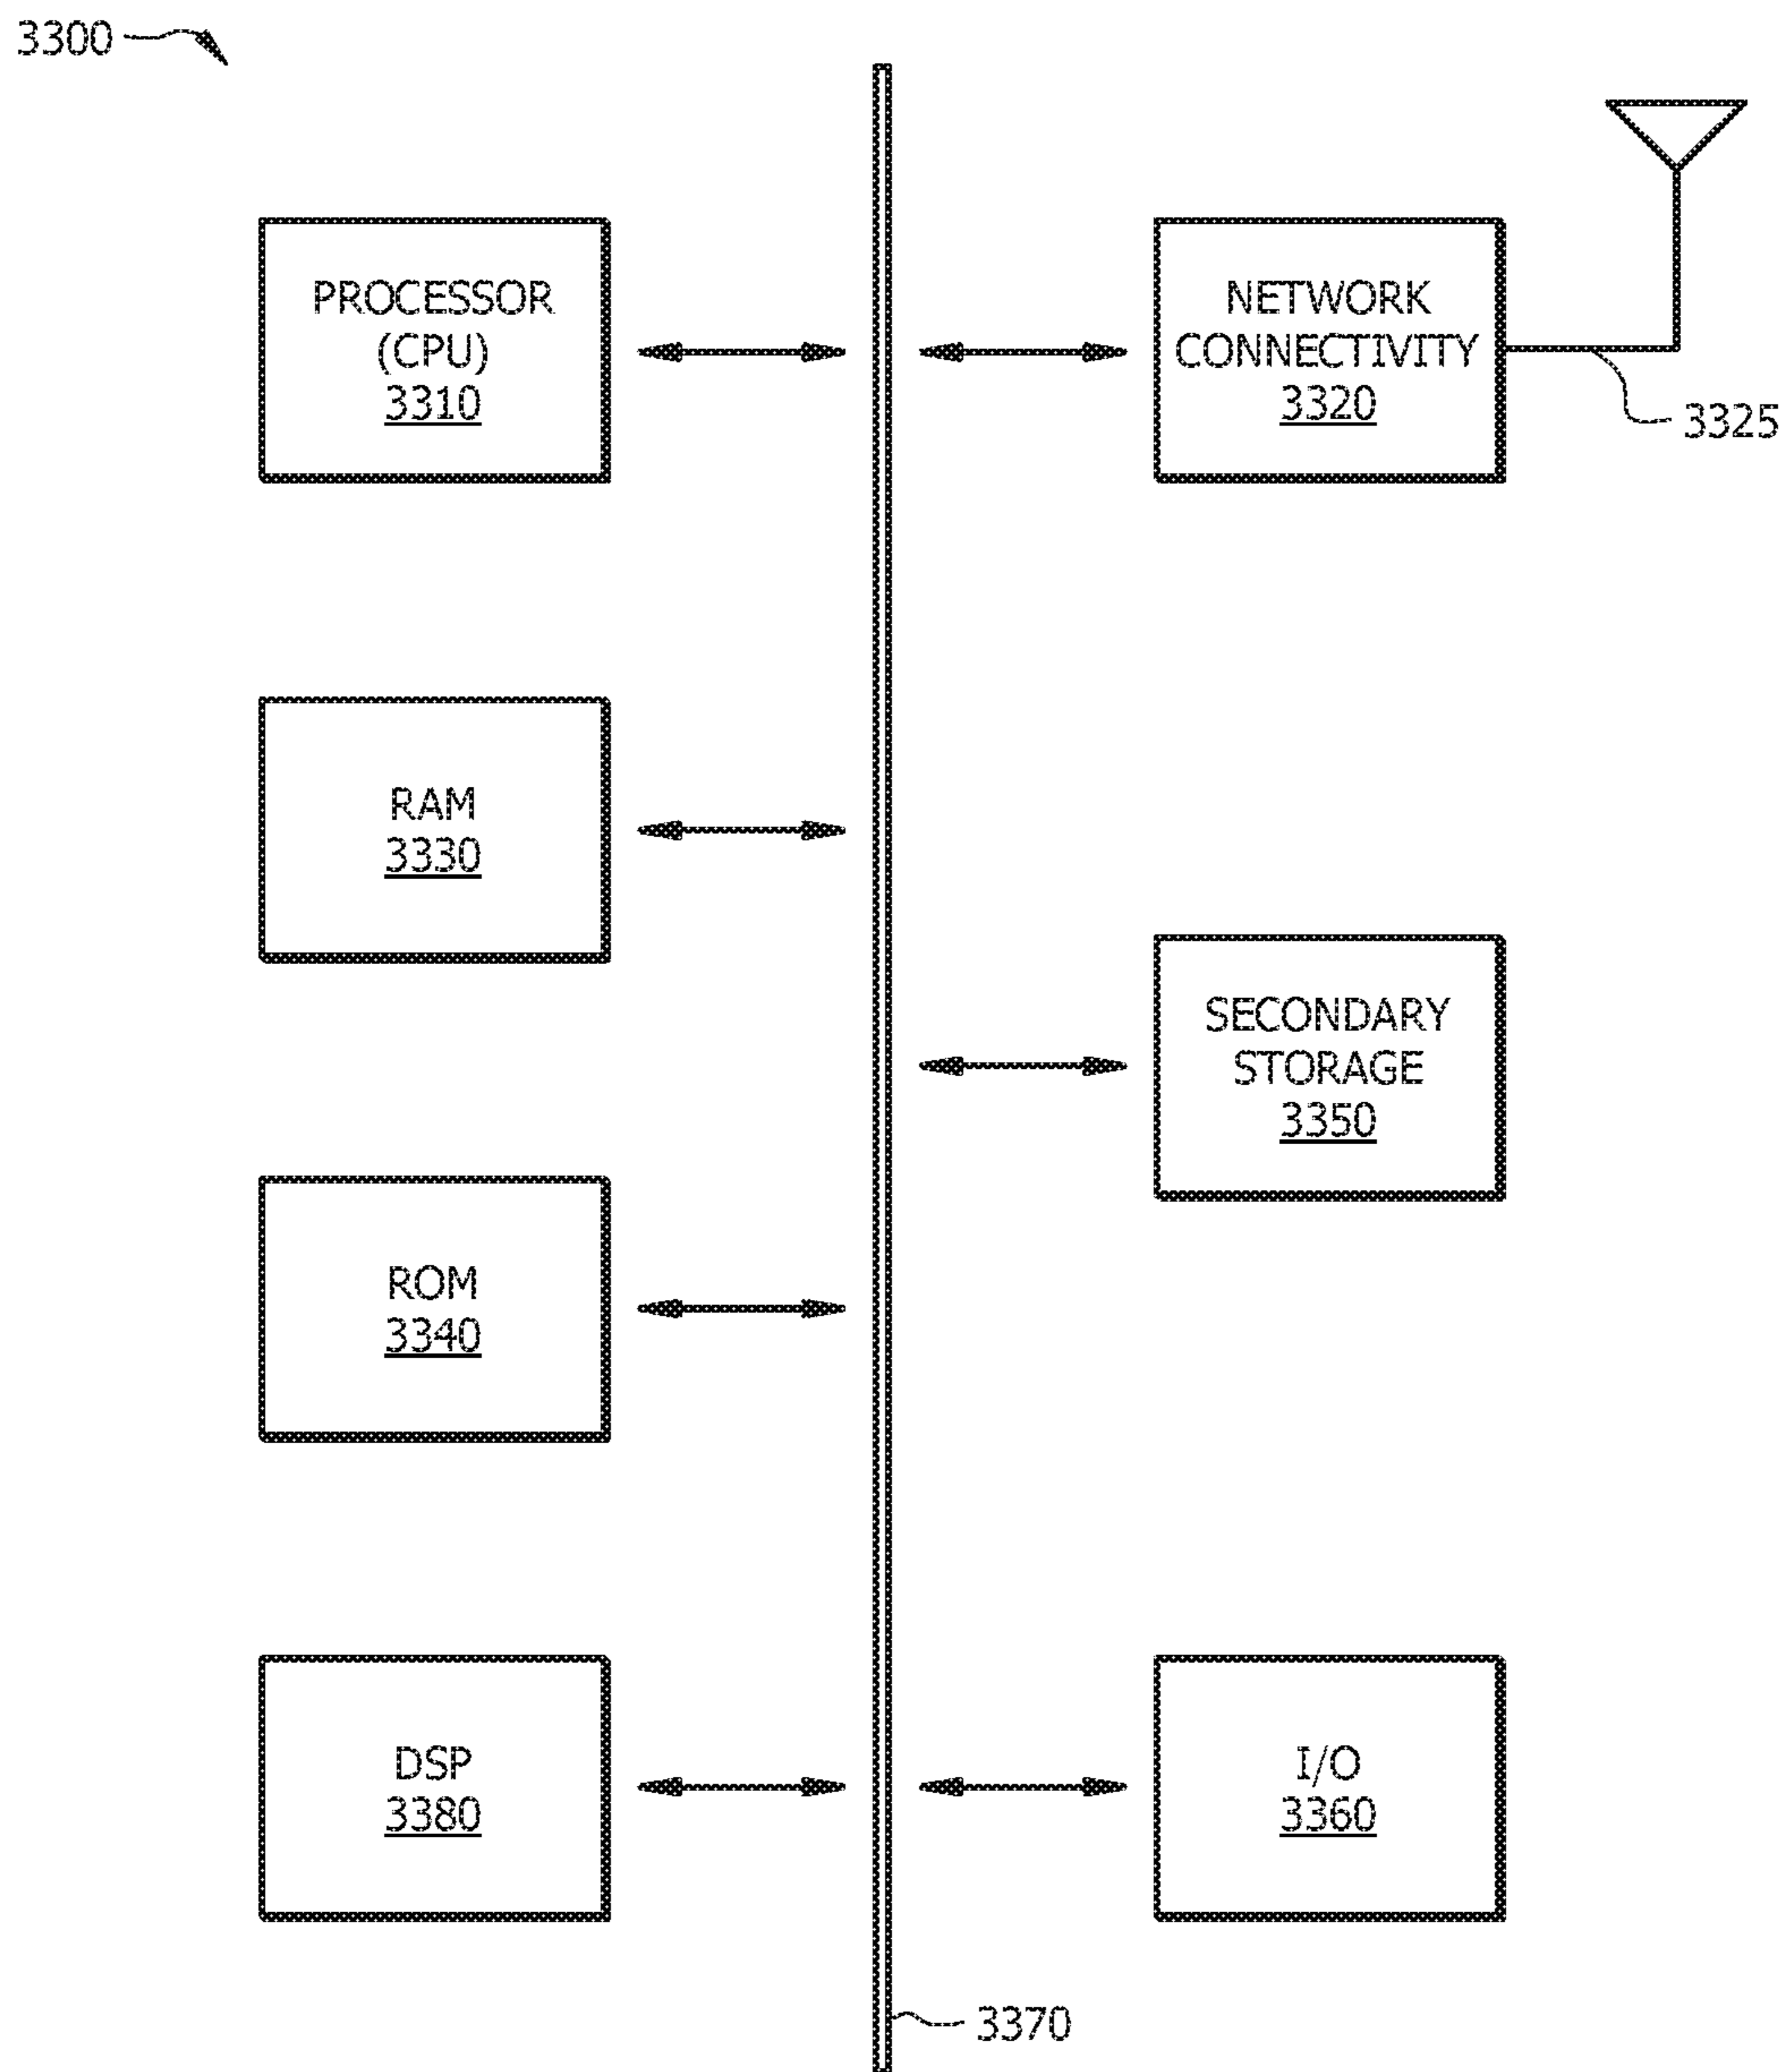 3300
PROCESSOR
(CPU)
3310
NETWORK
CONNECTIVITY
3320
3325
RAM
3330
SECONDARY
STORAGE
3350
ROM
3340
DSP
3380
I/O
3360
3370